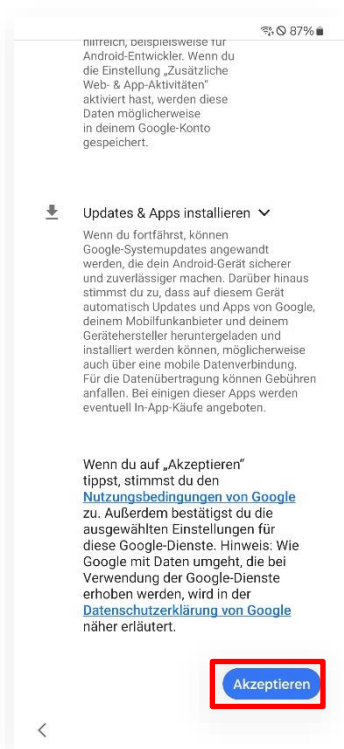 87%
hilfreich, beispielsweise für
Android-Entwickler. Wenn du
die Einstellung „Zusätzliche
Web- & App-Aktivitäten“
aktiviert hast, werden diese
Daten möglicherweise
in deinem Google-Konto
gespeichert.
Updates & Apps installieren
Wenn du fortfährst, können
Google-Systemupdates angewandt
werden, die dein Android-Gerät sicherer
und zuverlässiger machen. Darüber hinaus
stimmst du zu, dass auf diesem Gerät
automatisch Updates und Apps von Google,
deinem Mobilfunkanbieter und deinem
Gerätehersteller heruntergeladen und
installiert werden können, möglicherweise
auch über eine mobile Datenverbindung.
Für die Datenübertragung können Gebühren
anfallen. Bei einigen dieser Apps werden
eventuell In-App-Käufe angeboten.
Wenn du auf „Akzeptieren“
tippst, stimmst du den
Nutzungsbedingungen von Google
zu. Außerdem bestätigst du die
ausgewählten Einstellungen für
diese Google-Dienste. Hinweis: Wie
Google mit Daten umgeht, die bei
Verwendung der Google-Dienste
erhoben werden, wird in der
Datenschutzerklärung von Google
näher erläutert.
Akzeptieren